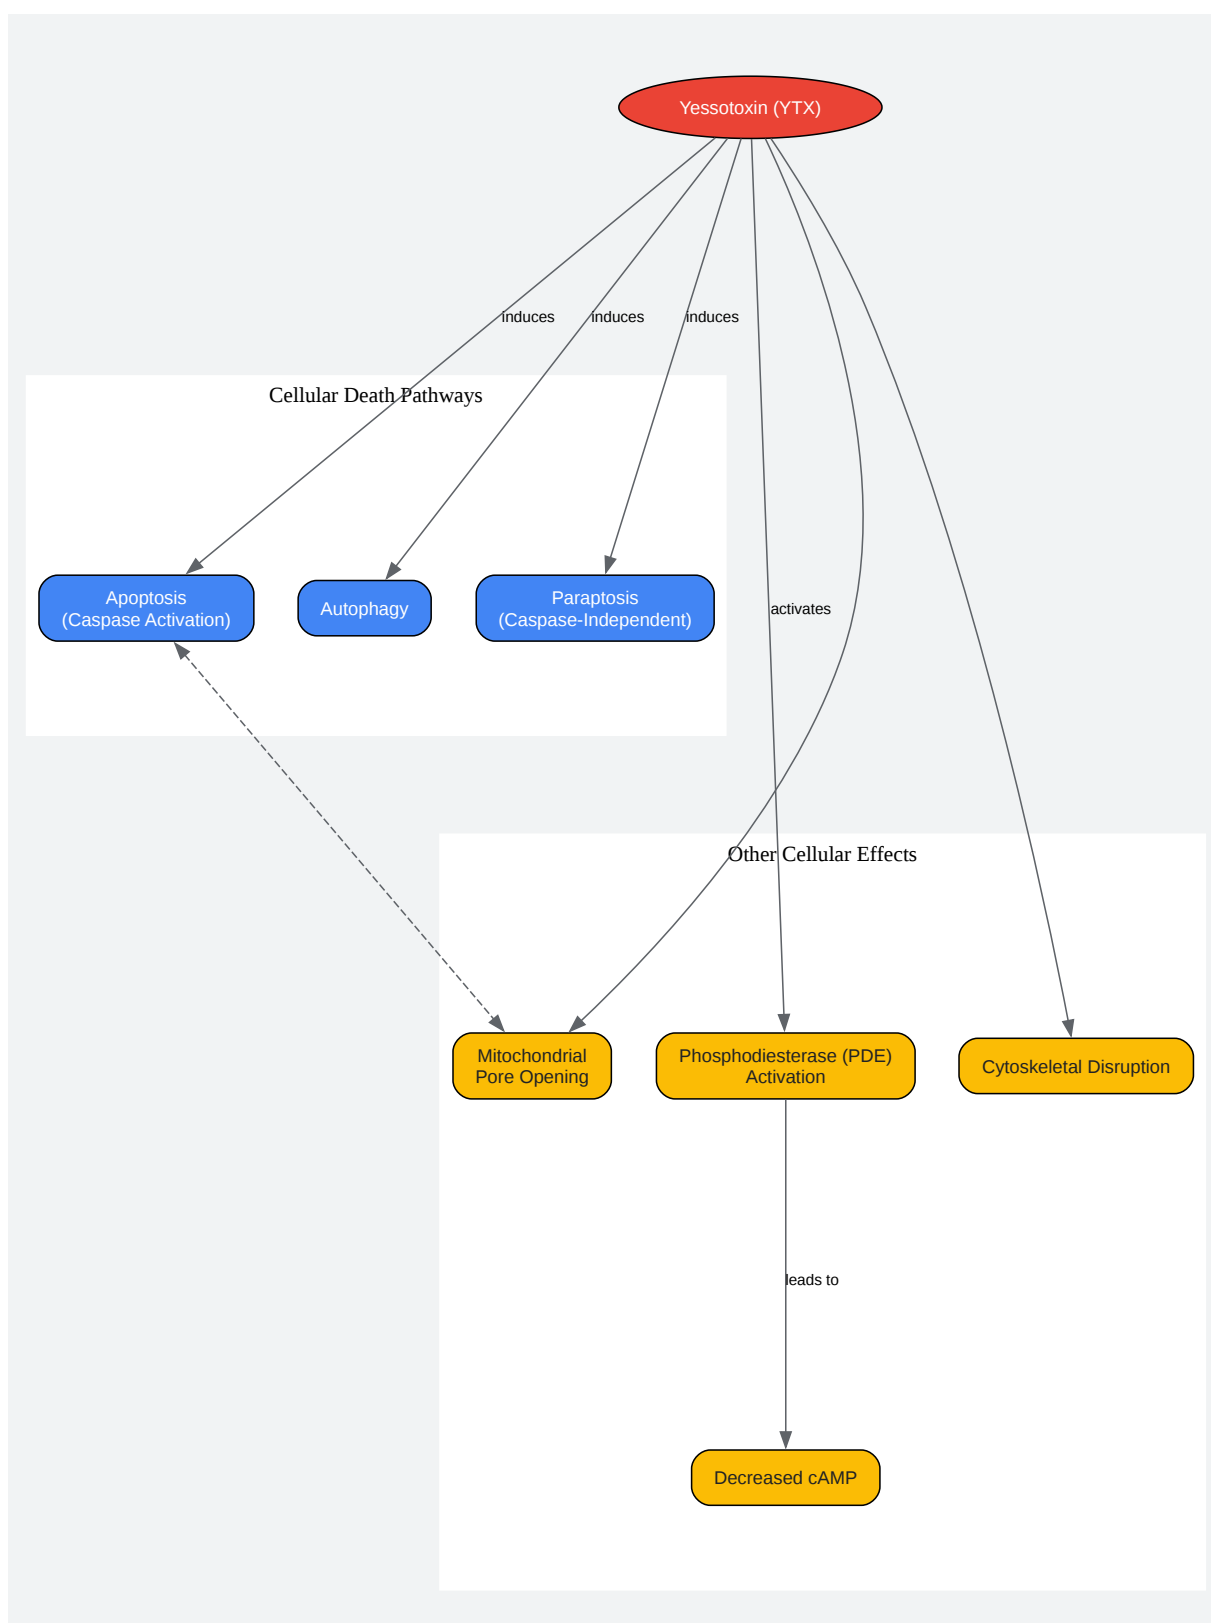 Yessotoxin (YTX)
induces
induces
induces
Cellular Death Pathways
Apoptosis
(Caspase Activation)
Autophagy
Paraptosis
(Caspase-Independent)
activates
Other Cellular Effects
Mitochondrial
Pore Opening
Phosphodiesterase (PDE)
Activation
Cytoskeletal Disruption
leads to
Decreased cAMP